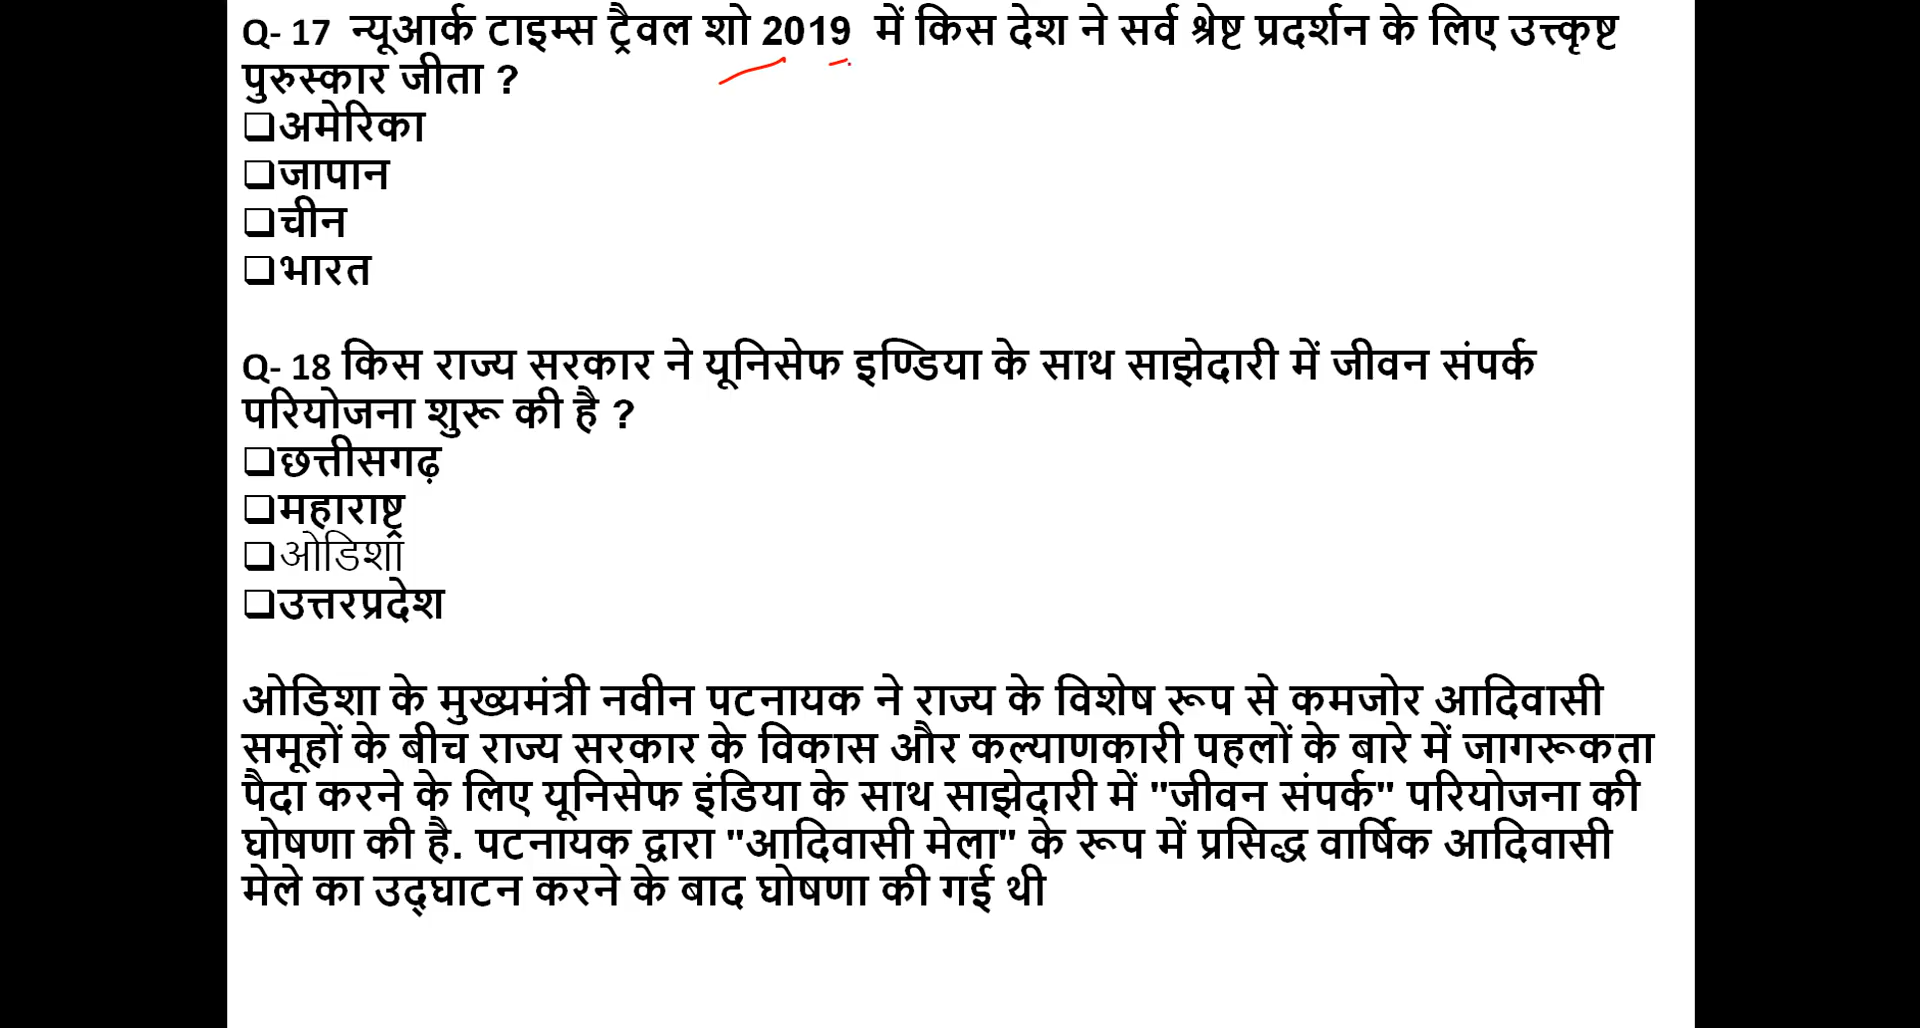 Q- 17 न्यूआर्क टाइम्स ट्रैवल शो 2019 में किस देश ने सर्व श्रेष्ट प्रदर्शन के लिए उत्त्कृष्ट
पुरुस्कार जीता ?
❑अमेरिका
❑जापान
❑चीन
❑भारत
Q- 18 किस राज्य सरकार ने यूनिसेफ इण्डिया के साथ साझेदारी में जीवन संपर्क
परियोजना शुरू की है ?
❑छत्तीसगढ़
❑महाराष्ट्र
❑ओडिशा
❑उत्तरप्रदेश
ओडिशा के मुख्यमंत्री नवीन पटनायक ने राज्य के विशेष रूप से कमजोर आदिवासी
समूहों के बीच राज्य सरकार के विकास और कल्याणकारी पहलों के बारे में जागरूकता
पैदा करने के लिए यूनिसेफ इंडिया के साथ साझेदारी में "जीवन संपर्क" परियोजना की
घोषणा की है. पटनायक द्वारा "आदिवासी मेला" के रूप में प्रसिद्ध वार्षिक आदिवासी
मेले का उद्घाटन करने के बाद घोषणा की गई थी